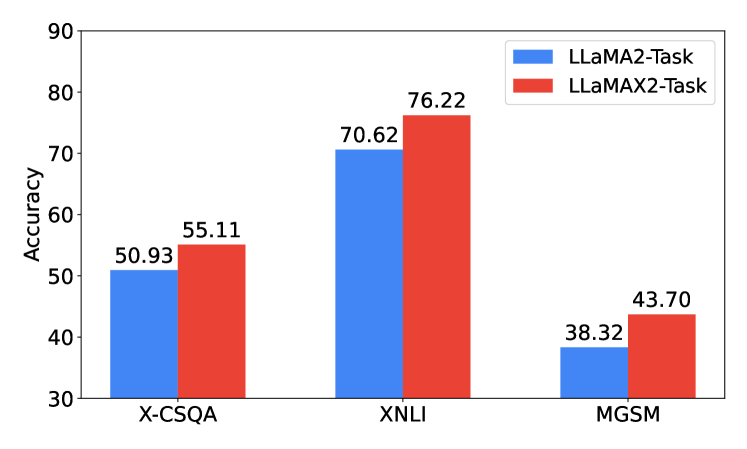 90
80
70
60
50
40
30
Accuracy
LLaMA2-Task
LLaMAX2-Task
50.93
55.11
70.62
76.22
38.32
43.70
X-CSQA
XNLI
MGSM